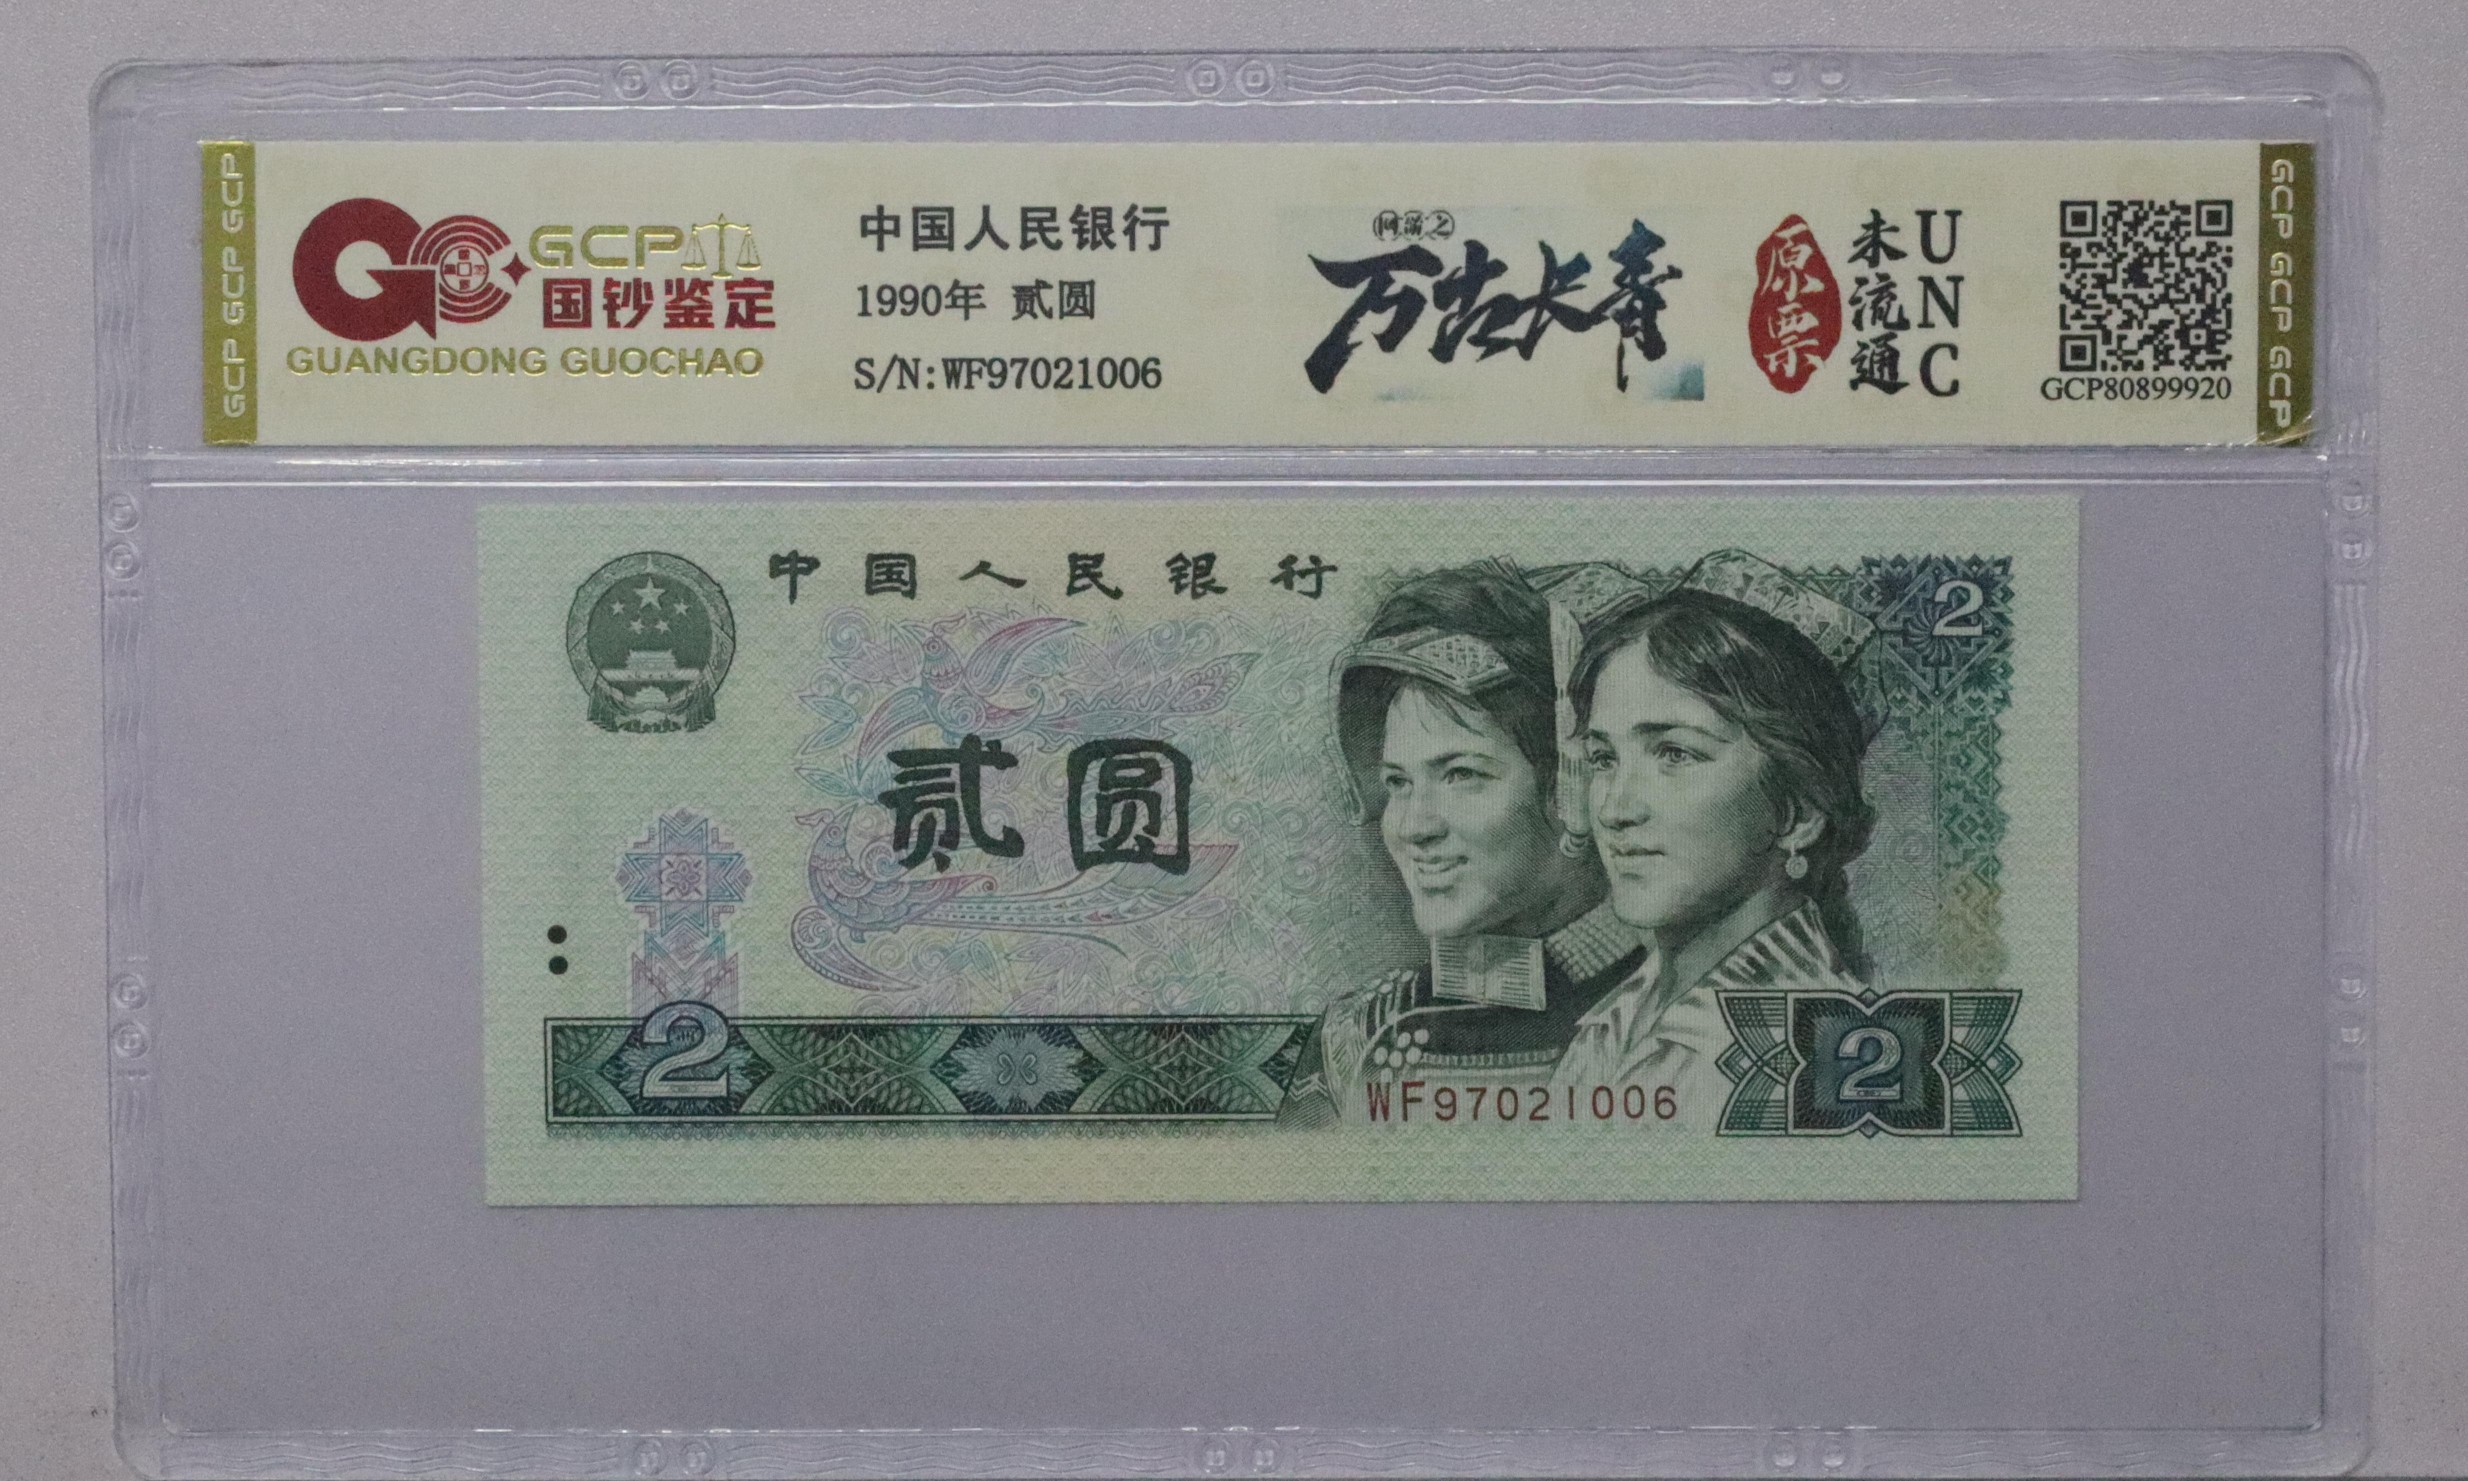 GCP GCP GCP
GCP
国钞鉴定
GUANGDONG GUOCHAO
中国人民银行
1990年 贰圆
S/N:WF97021006
万古长青
原票
未流通
UNC
GCP80899920
GCP GCP GCP
中国人民银行
2
贰圆
2
WF97021006
2